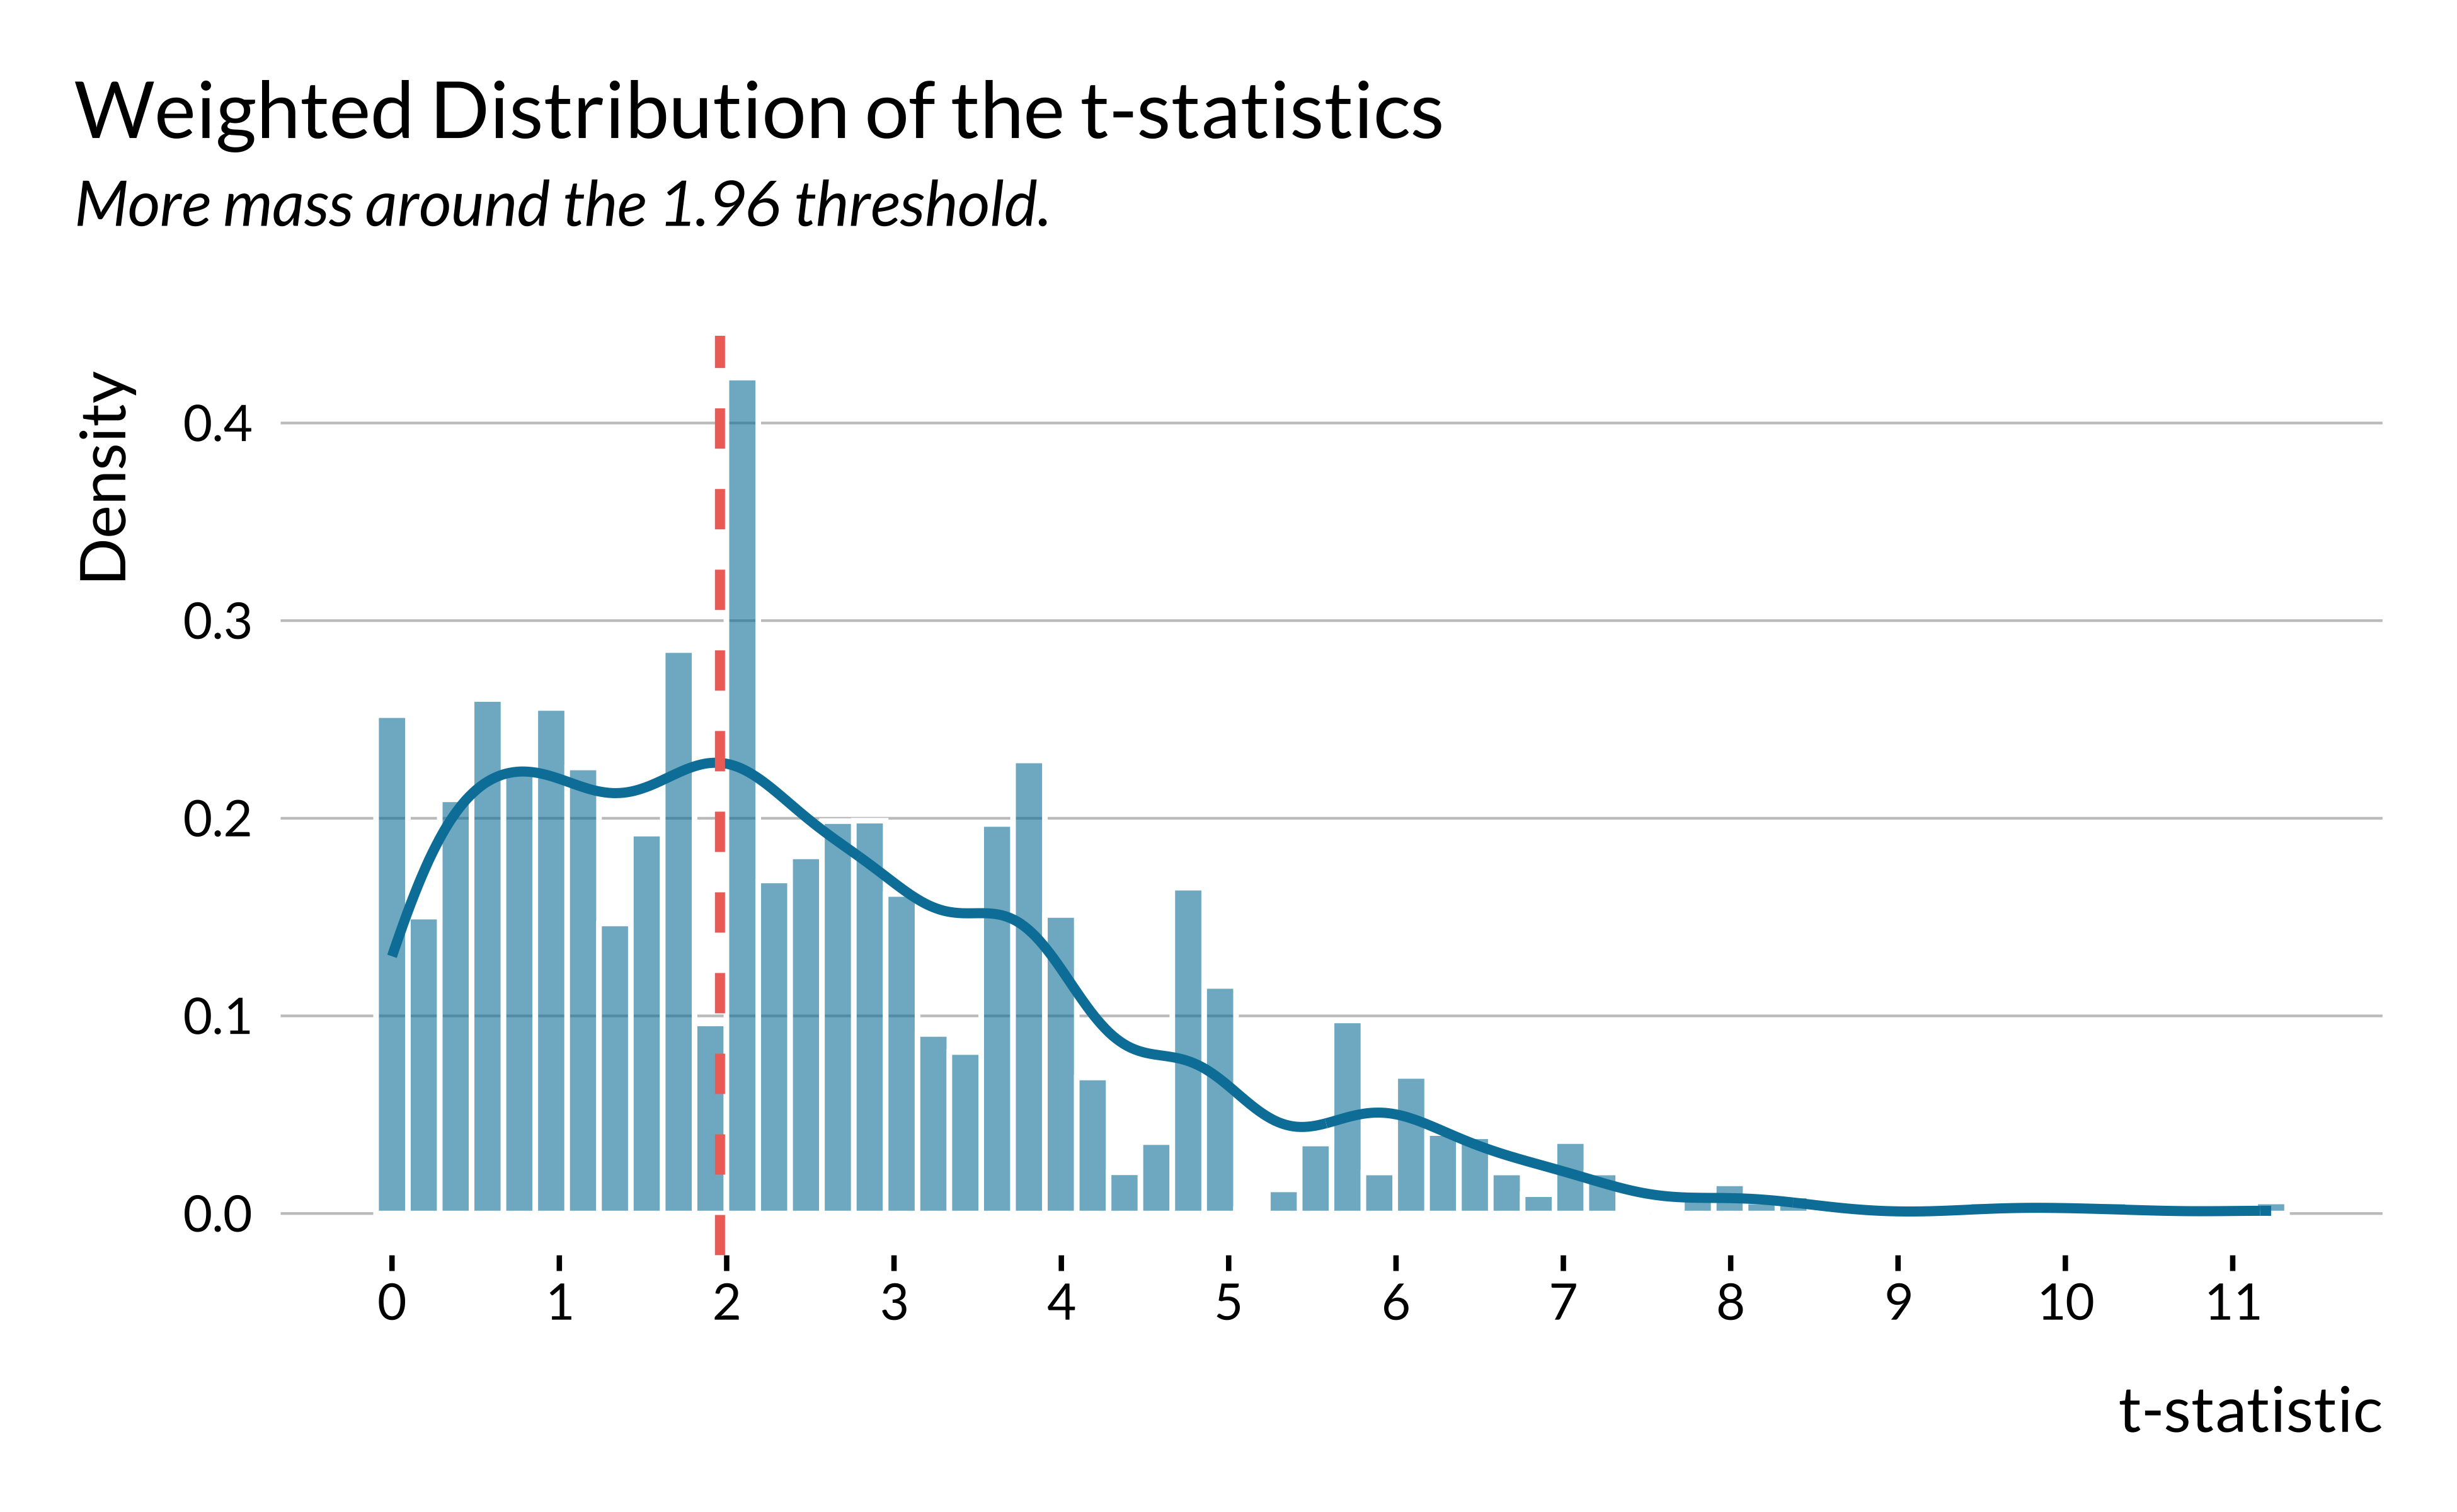 Weighted Distribution of the t-statistics
More mass around the 1.96 threshold.
Density
0.4
0.3
0.2
0.1
0.0
0 1 2 3 4 5 6 7 8 9 10 11
t-statistic